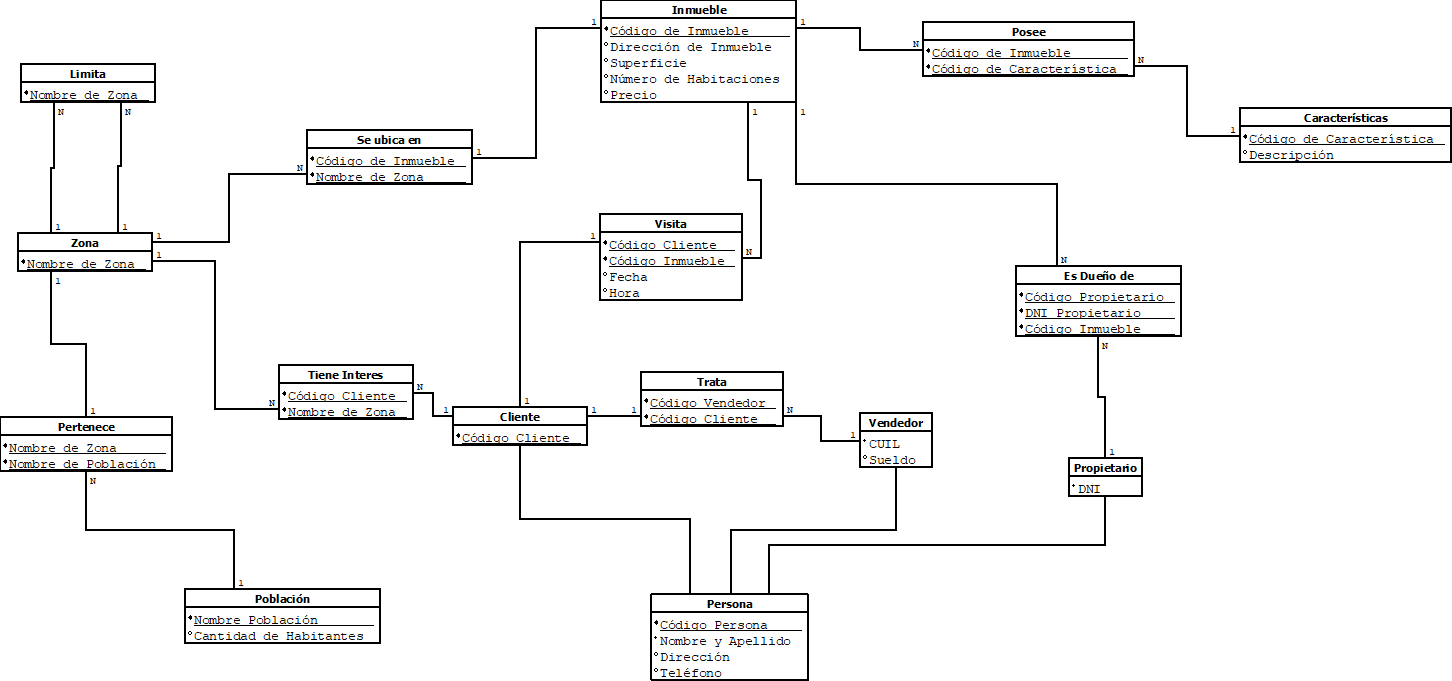 Inmueble
Código de Inmueble
Dirección de Inmueble
Superficie
Número de Habitaciones
Precio
1
1
1
1
Posee
Código de Inmueble
Código de Característica
N
N
Limita
Nombre de Zona
N
N
Características
Código de Característica
Descripción
1
Se ubica en
Código de Inmueble
Nombre de Zona
1
N
Visita
Código Cliente
Código Inmueble
Fecha
Hora
1
N
Zona
Nombre de Zona
1
1
1
1
1
Es Dueño de
Código Propietario
DNI Propietario
Código Inmueble
N
N
Tiene Interes
Código Cliente
Nombre de Zona
N
N
Trata
Código Vendedor
Código Cliente
1
N
Cliente
Código Cliente
1
1
1
Vendedor
CUIL
Sueldo
1
Pertenece
Nombre de Zona
Nombre de Población
1
N
Propietario
DNI
1
Población
Nombre Población
Cantidad de Habitantes
1
Persona
Código Persona
Nombre y Apellido
Dirección
Teléfono